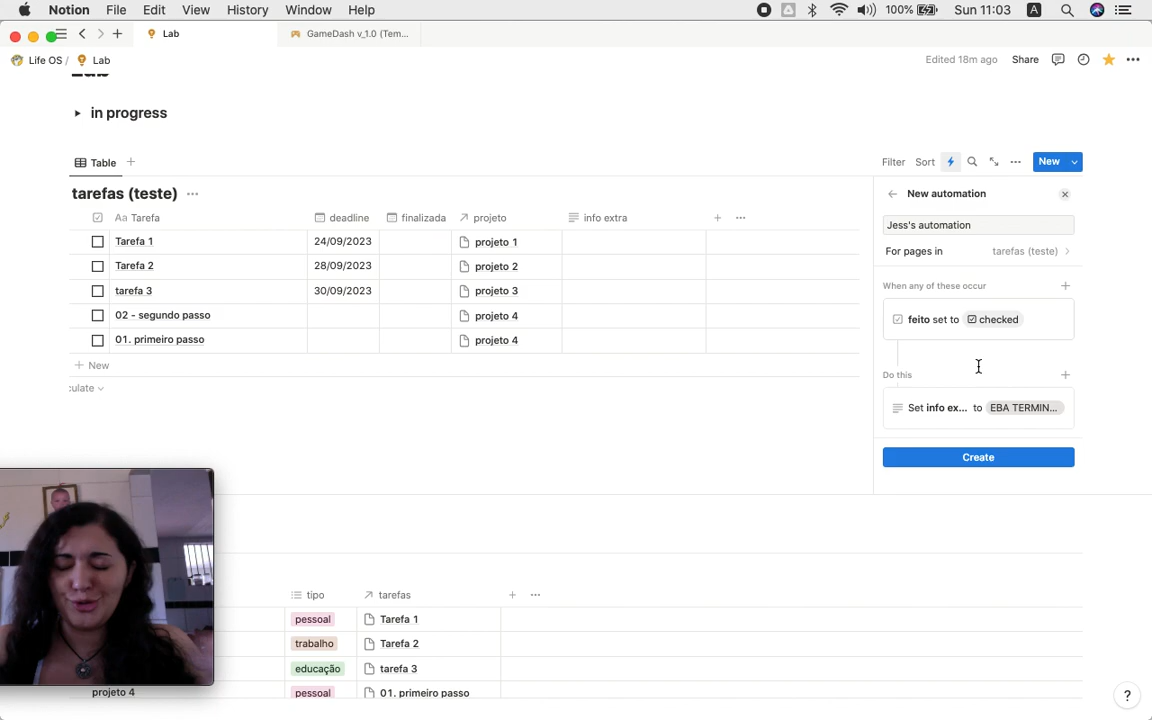 Notion File Edit View History Window Help 100% Sun 11:03 A
Lab GameDash v_1.0 (Tem...
Life OS / Lab Edited 18m ago Share
in progress
Table Filter Sort New
tarefas (teste) New automation
Aa Tarefa deadline finalizada projeto info extra
Jess's automation
Tarefa 1 24/09/2023 projeto 1
For pages in tarefas (teste)
Tarefa 2 28/09/2023 projeto 2
When any of these occur
tarefa 3 30/09/2023 projeto 3
02 - segundo passo projeto 4
feito set to checked
01. primeiro passo projeto 4
New
Do this
culate
Set info ex... to EBA TERMIN...
Create
tipo tarefas
pessoal Tarefa 1
trabalho Tarefa 2
educação tarefa 3
projeto 4 pessoal 01. primeiro passo
?